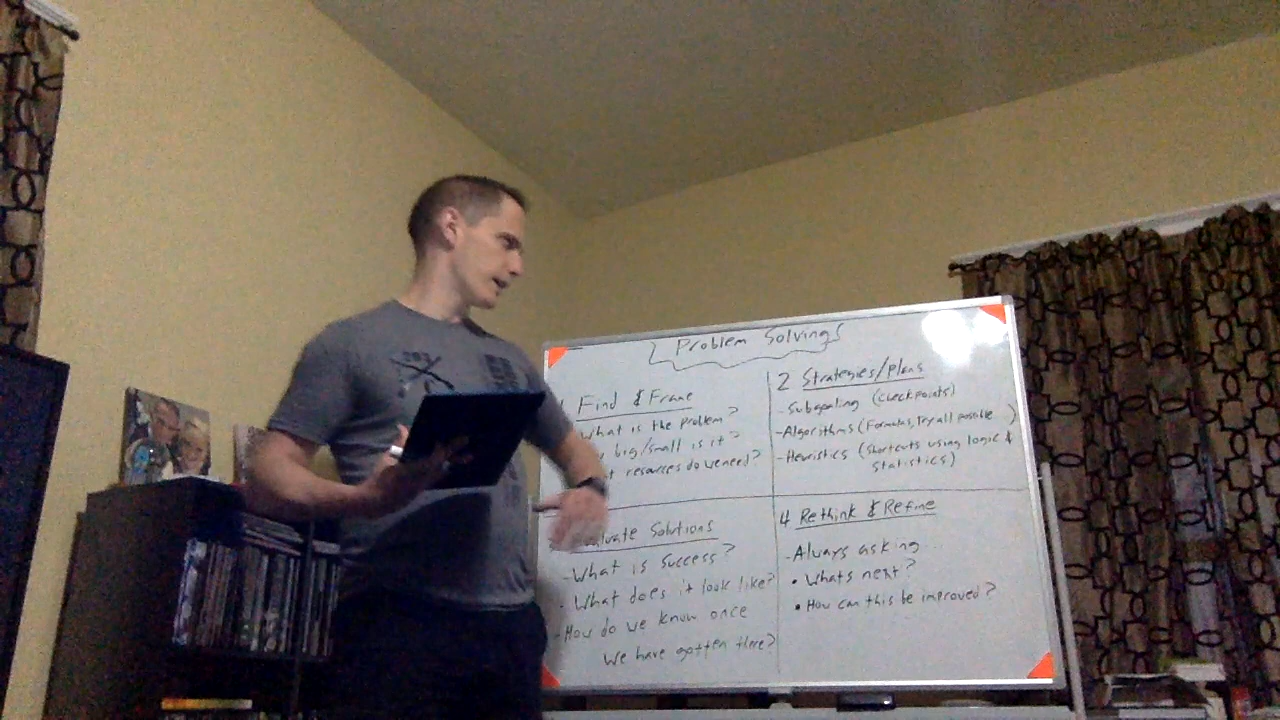 Problem Solvings
Find & Frame
What is the problem?
big/small is it?
resources do we need?
2 Strategies/plans
- Subgoaling (checkpoints)
- Algorithms (Formulas, Try all possible )
- Heuristics (shortcuts using logic &
statistics)
Solutions
- What is success?
- What does it look like?
- How do we know once
we have gotten there?
4 Rethink & Refine
- Always asking...
• Whats next?
• How can this be improved?